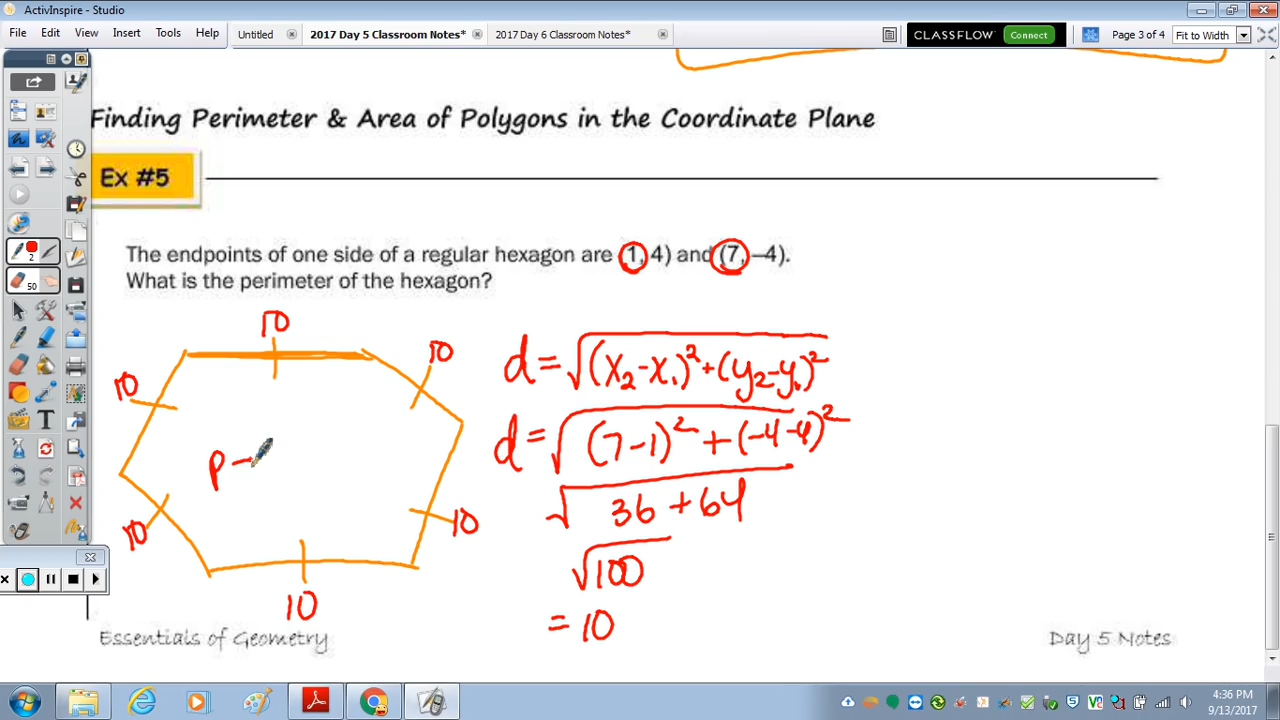 ActivInspire - Studio
File Edit View Insert Tools Help Untitled 2017 Day 5 Classroom Notes* 2017 Day 6 Classroom Notes* CLASSFLOW Connect Page 3 of 4 Fit to Width
Finding Perimeter & Area of Polygons in the Coordinate Plane
Ex #5
The endpoints of one side of a regular hexagon are (1, 4) and (7, –4).
What is the perimeter of the hexagon?
10
10
10
10
10
10
P –
d = √(x₂-x₁)² + (y₂-y₁)²
d = √(7-1)² + (-4-4)²
√36 + 64
√100
= 10
2
50
Essentials of Geometry
Day 5 Notes
4:36 PM
9/13/2017